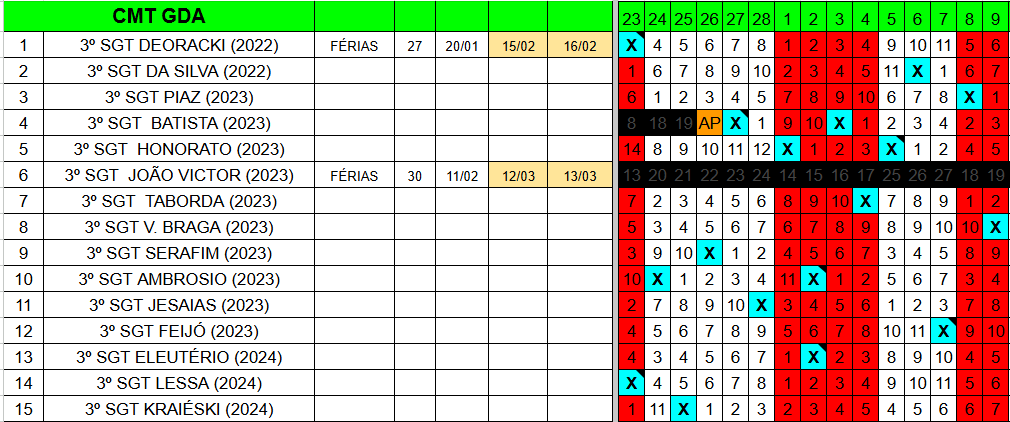 CMT GDA 23 24 25 26 27 28 1 2 3 4 5 6 7 8 9
1 3º SGT DEORACKI (2022) FÉRIAS 27 20/01 15/02 16/02 X 4 5 6 7 8 1 2 3 4 9 10 11 5 6
2 3º SGT DA SILVA (2022) 1 6 7 8 9 10 2 3 4 5 11 X 1 6 7
3 3º SGT PIAZ (2023) 6 1 2 3 4 5 7 8 9 10 6 7 8 X 1
4 3º SGT BATISTA (2023) 8 18 19 AP X 1 9 10 X 1 2 3 4 2 3
5 3º SGT HONORATO (2023) 14 8 9 10 11 12 X 1 2 3 X 1 2 4 5
6 3º SGT JOÃO VICTOR (2023) FÉRIAS 30 11/02 12/03 13/03 13 20 21 22 23 24 14 15 16 17 25 26 27 18 19
7 3º SGT TABORDA (2023) 7 2 3 4 5 6 8 9 10 X 7 8 9 1 2
8 3º SGT V. BRAGA (2023) 5 3 4 5 6 7 6 7 8 9 8 9 10 10 X
9 3º SGT SERAFIM (2023) 3 9 10 X 1 2 4 5 6 7 3 4 5 8 9
10 3º SGT AMBROSIO (2023) 10 X 1 2 3 4 11 X 1 2 5 6 7 3 4
11 3º SGT JESAIAS (2023) 2 7 8 9 10 X 3 4 5 6 1 2 3 7 8
12 3º SGT FEIJÓ (2023) 4 5 6 7 8 9 5 6 7 8 10 11 X 9 10
13 3º SGT ELEUTÉRIO (2024) 4 3 4 5 6 7 1 X 2 3 8 9 10 4 5
14 3º SGT LESSA (2024) X 4 5 6 7 8 1 2 3 4 9 10 11 5 6
15 3º SGT KRAIÉSKI (2024) 1 11 X 1 2 3 2 3 4 5 4 5 6 6 7